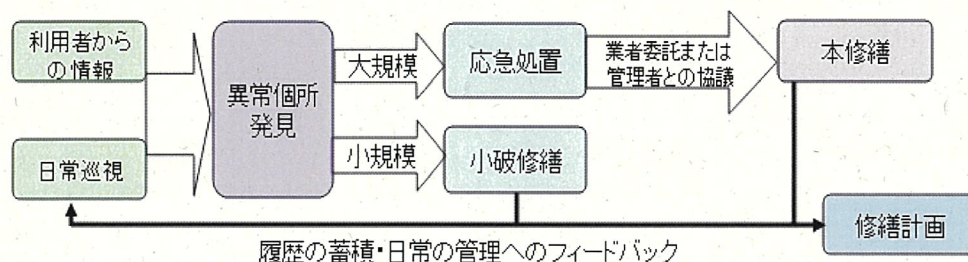 利用者から
の情報
日常巡視
異常個所
発見
大規模
小規模
応急処置
小破修繕
業者委託または
管理者との協議
本修繕
修繕計画
履歴の蓄積・日常の管理へのフィードバック